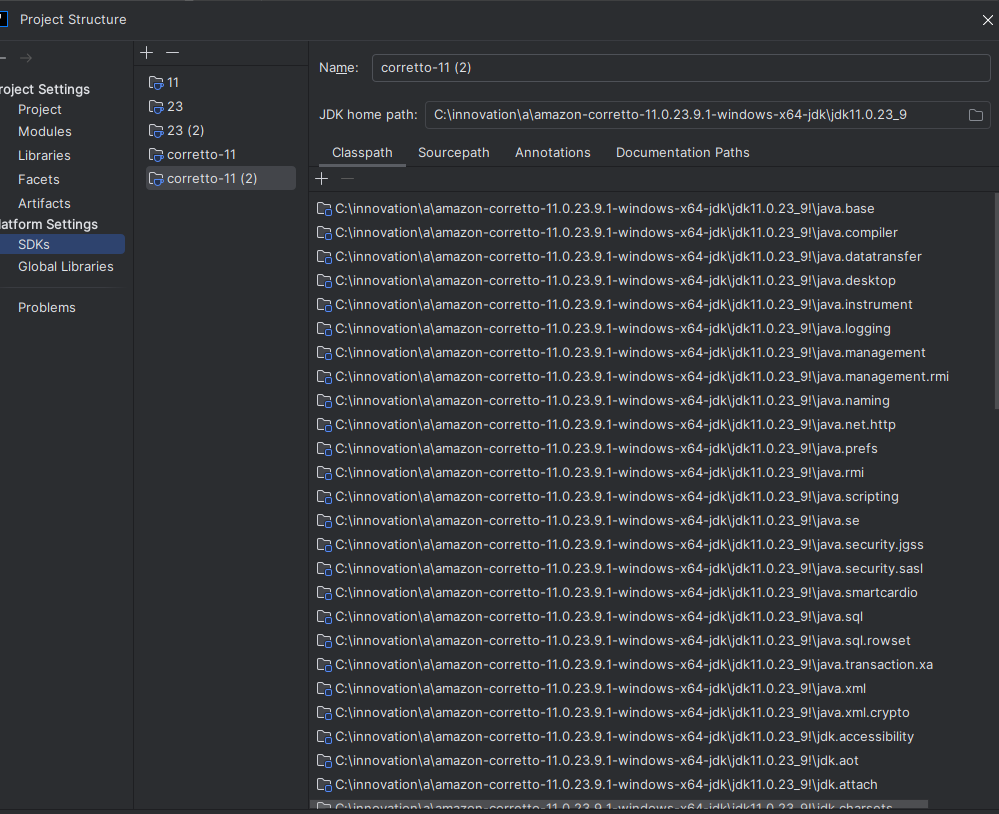 Project Structure
roject Settings
Project
Modules
Libraries
Facets
Artifacts
latform Settings
SDKs
Global Libraries
Problems
11
23
23 (2)
corretto-11
corretto-11 (2)
Name: corretto-11 (2)
JDK home path: C:\innovation\a\amazon-corretto-11.0.23.9.1-windows-x64-jdk\jdk11.0.23_9
Classpath Sourcepath Annotations Documentation Paths
C:\innovation\a\amazon-corretto-11.0.23.9.1-windows-x64-jdk\jdk11.0.23_9!\java.base
C:\innovation\a\amazon-corretto-11.0.23.9.1-windows-x64-jdk\jdk11.0.23_9!\java.compiler
C:\innovation\a\amazon-corretto-11.0.23.9.1-windows-x64-jdk\jdk11.0.23_9!\java.datatransfer
C:\innovation\a\amazon-corretto-11.0.23.9.1-windows-x64-jdk\jdk11.0.23_9!\java.desktop
C:\innovation\a\amazon-corretto-11.0.23.9.1-windows-x64-jdk\jdk11.0.23_9!\java.instrument
C:\innovation\a\amazon-corretto-11.0.23.9.1-windows-x64-jdk\jdk11.0.23_9!\java.logging
C:\innovation\a\amazon-corretto-11.0.23.9.1-windows-x64-jdk\jdk11.0.23_9!\java.management
C:\innovation\a\amazon-corretto-11.0.23.9.1-windows-x64-jdk\jdk11.0.23_9!\java.management.rmi
C:\innovation\a\amazon-corretto-11.0.23.9.1-windows-x64-jdk\jdk11.0.23_9!\java.naming
C:\innovation\a\amazon-corretto-11.0.23.9.1-windows-x64-jdk\jdk11.0.23_9!\java.net.http
C:\innovation\a\amazon-corretto-11.0.23.9.1-windows-x64-jdk\jdk11.0.23_9!\java.prefs
C:\innovation\a\amazon-corretto-11.0.23.9.1-windows-x64-jdk\jdk11.0.23_9!\java.rmi
C:\innovation\a\amazon-corretto-11.0.23.9.1-windows-x64-jdk\jdk11.0.23_9!\java.scripting
C:\innovation\a\amazon-corretto-11.0.23.9.1-windows-x64-jdk\jdk11.0.23_9!\java.se
C:\innovation\a\amazon-corretto-11.0.23.9.1-windows-x64-jdk\jdk11.0.23_9!\java.security.jgss
C:\innovation\a\amazon-corretto-11.0.23.9.1-windows-x64-jdk\jdk11.0.23_9!\java.security.sasl
C:\innovation\a\amazon-corretto-11.0.23.9.1-windows-x64-jdk\jdk11.0.23_9!\java.smartcardio
C:\innovation\a\amazon-corretto-11.0.23.9.1-windows-x64-jdk\jdk11.0.23_9!\java.sql
C:\innovation\a\amazon-corretto-11.0.23.9.1-windows-x64-jdk\jdk11.0.23_9!\java.sql.rowset
C:\innovation\a\amazon-corretto-11.0.23.9.1-windows-x64-jdk\jdk11.0.23_9!\java.transaction.xa
C:\innovation\a\amazon-corretto-11.0.23.9.1-windows-x64-jdk\jdk11.0.23_9!\java.xml
C:\innovation\a\amazon-corretto-11.0.23.9.1-windows-x64-jdk\jdk11.0.23_9!\java.xml.crypto
C:\innovation\a\amazon-corretto-11.0.23.9.1-windows-x64-jdk\jdk11.0.23_9!\jdk.accessibility
C:\innovation\a\amazon-corretto-11.0.23.9.1-windows-x64-jdk\jdk11.0.23_9!\jdk.aot
C:\innovation\a\amazon-corretto-11.0.23.9.1-windows-x64-jdk\jdk11.0.23_9!\jdk.attach
C:\innovation\a\amazon-corretto-11.0.23.9.1-windows-x64-jdk\jdk11.0.23_9!\jdk.charsets